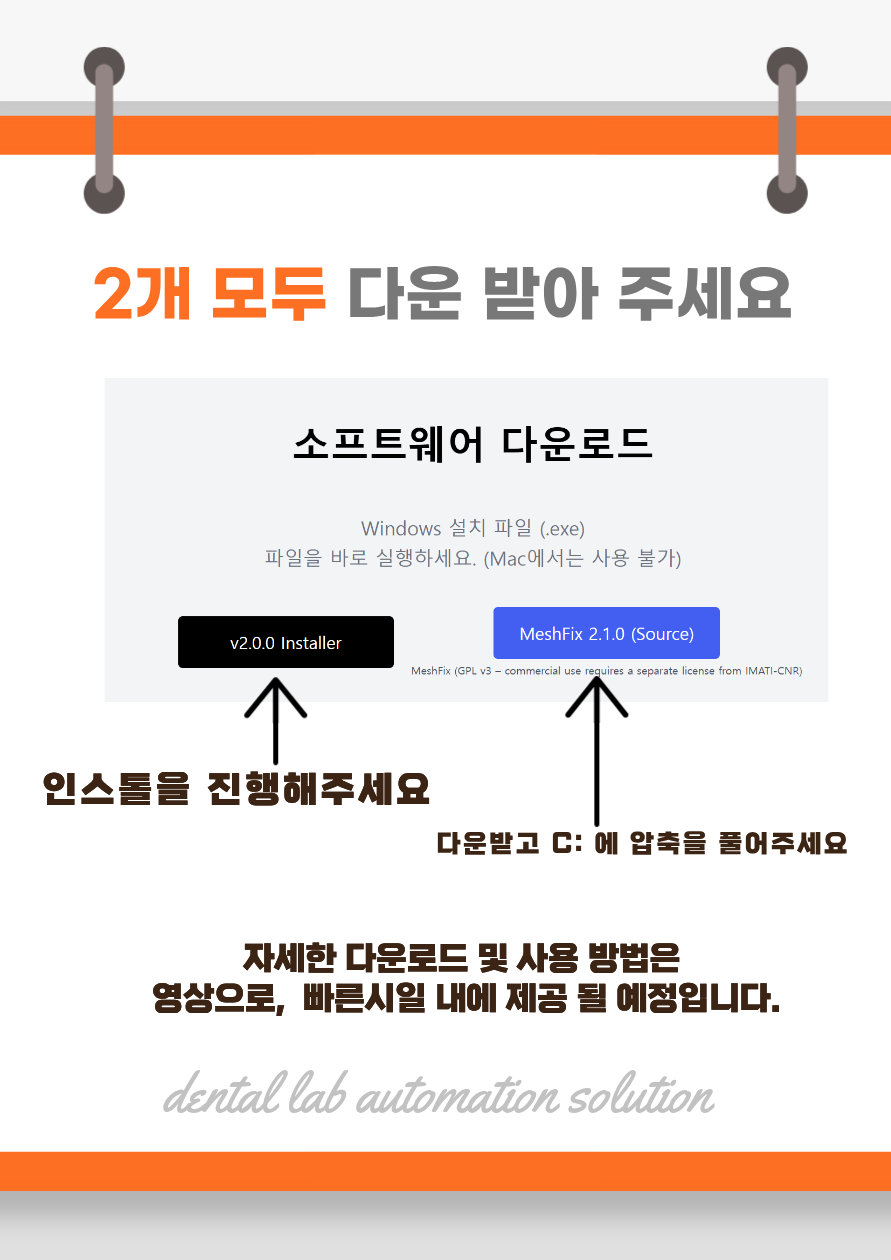 2개 모두 다운 받아 주세요
소프트웨어 다운로드
Windows 설치 파일 (.exe)
파일을 바로 실행하세요. (Mac에서는 사용 불가)
v2.0.0 Installer
MeshFix 2.1.0 (Source)
MeshFix (GPL v3 – commercial use requires a separate license from IMATI-CNR)
인스톨을 진행해주세요
다운받고 C: 에 압축을 풀어주세요
자세한 다운로드 및 사용 방법은
영상으로, 빠른시일 내에 제공 될 예정입니다.
dental lab automation solution